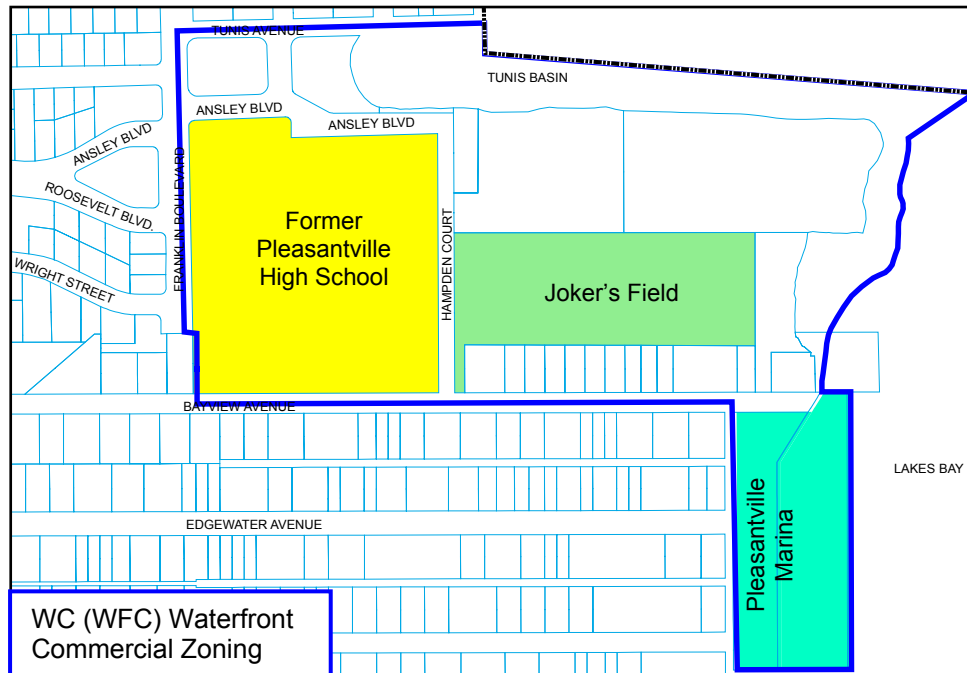 TUNIS AVENUE
TUNIS BASIN
ANSLEY BLVD
ANSLEY BLVD
ANSLEY BLVD
ROOSEVELT BLVD.
WRIGHT STREET
FRANKLIN BOULEVARD
Former
Pleasantville
High School
HAMPDEN COURT
Joker's Field
BAYVIEW AVENUE
LAKES BAY
EDGEWATER AVENUE
Pleasantville
Marina
WC (WFC) Waterfront
Commercial Zoning